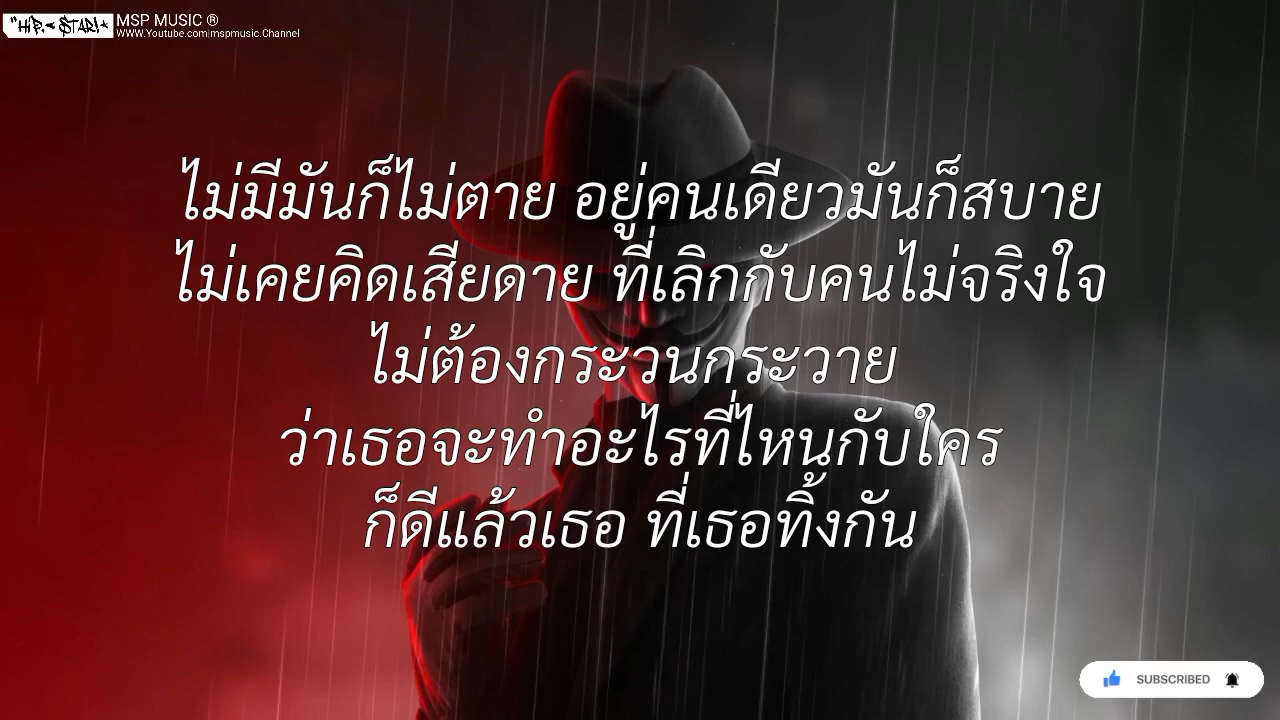 "HIP. STAR!
MSP MUSIC ®
WWW.Youtube.com|mspmusic.Channel
ไม่มีมันก็ไม่ตาย อยู่คนเดียวมันก็สบาย
ไม่เคยคิดเสียดาย ที่เลิกกับคนไม่จริงใจ
ไม่ต้องกระวนกระวาย
ว่าเธอจะทำอะไรที่ไหนกับใคร
ก็ดีแล้วเธอ ที่เธอทิ้งกัน
SUBSCRIBED